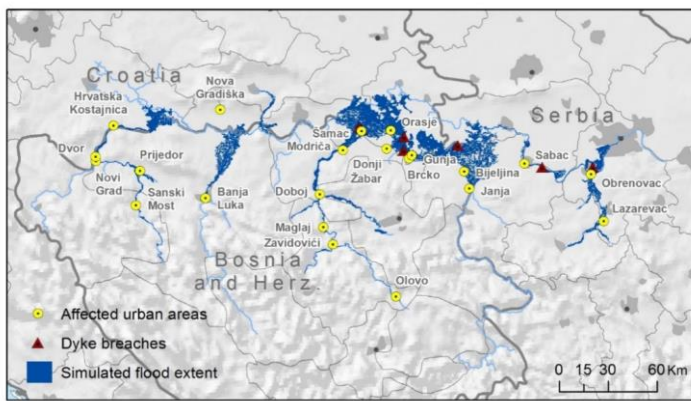 Croatia
Nova
Gradiška
Hrvatska
Kostajnica
Serbia
Orasje
Samac
Modriča
Dvor
Prijedor
Donji
Žabar
Gunja
Brčko
Bijeljina
Sabac
Novi
Grad
Sanski
Most
Banja
Luka
Doboj
Janja
Obrenovac
Lazarevac
Maglaj
Zavidovići
Bosnia
and Herz.
Olovo
Affected urban areas
Dyke breaches
Simulated flood extent
0 15 30 60 Km